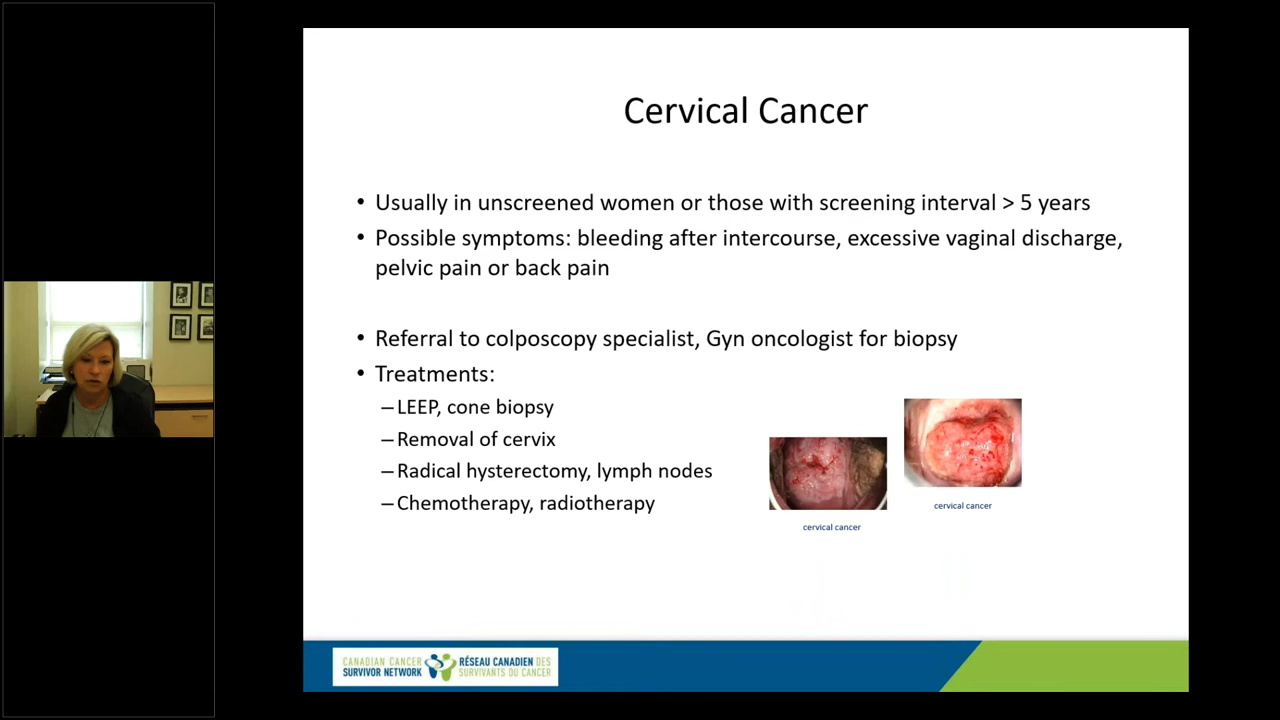 Cervical Cancer
• Usually in unscreened women or those with screening interval > 5 years
• Possible symptoms: bleeding after intercourse, excessive vaginal discharge,
pelvic pain or back pain
• Referral to colposcopy specialist, Gyn oncologist for biopsy
• Treatments:
– LEEP, cone biopsy
– Removal of cervix
– Radical hysterectomy, lymph nodes
– Chemotherapy, radiotherapy
cervical cancer
cervical cancer
CANADIAN CANCER
SURVIVOR NETWORK
RÉSEAU CANADIEN DES
SURVIVANTS DU CANCER